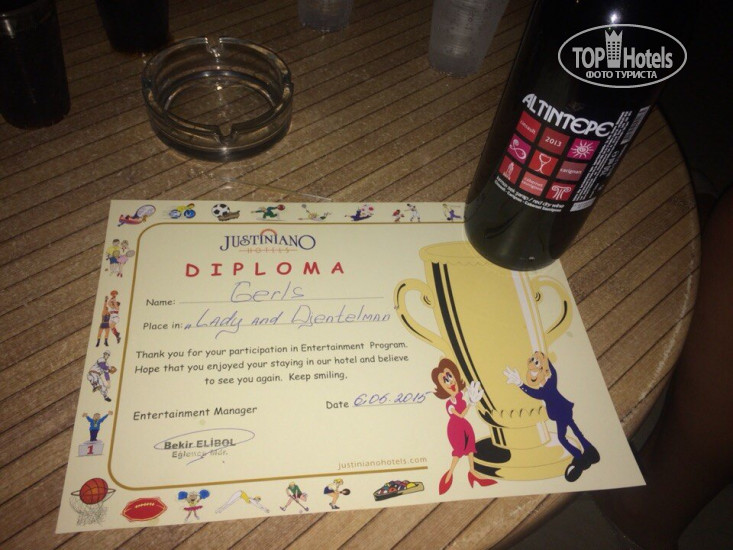 TOP Hotels
ФОТО ТУРИСТА
ALTINTEPE
2013
JUSTINIANO
HOTELS
DIPLOMA
Name: Gerls
Place in: „Lady and Djentelman
Thank you for your participation in Entertainment Program.
Hope that you enjoyed your staying in our hotel and believe
to see you again. Keep smiling.
Entertainment Manager
Date 6.06.2015
Bekir ELİBOL
Eğlence Müd.
justinianohotels.com
1